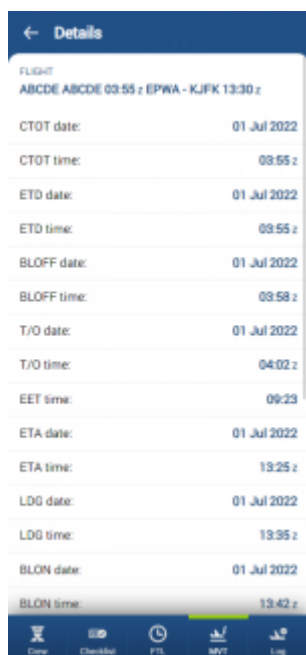 ← Details
FLIGHT
ABCDE ABCDE 03:55 z EPWA - KJFK 13:30 z
CTOT date: 01 Jul 2022
CTOT time: 03:55 z
ETD date: 01 Jul 2022
ETD time: 03:55 z
BLOFF date: 01 Jul 2022
BLOFF time: 03:58 z
T/O date: 01 Jul 2022
T/O time: 04:02 z
EET time: 09:23
ETA date: 01 Jul 2022
ETA time: 13:25 z
LDG date: 01 Jul 2022
LDG time: 13:35 z
BLON date: 01 Jul 2022
BLON time: 13:42 z
Crew Checklist FTL MVT Log